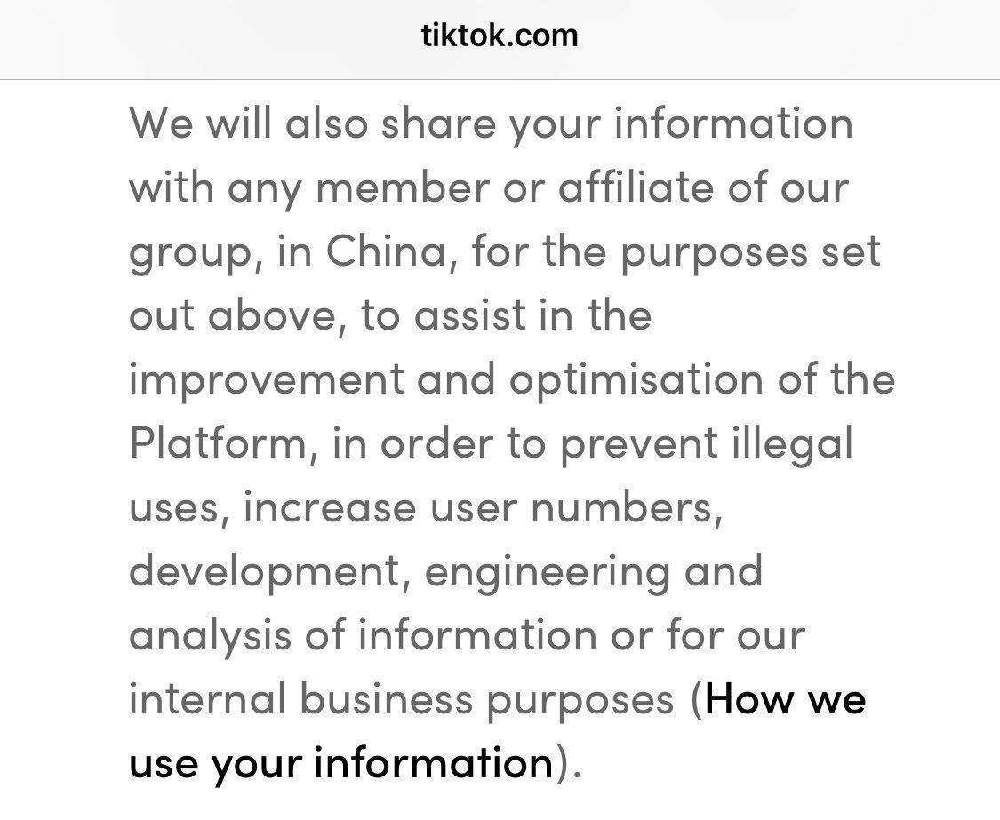 tiktok.com
We will also share your information
with any member or affiliate of our
group, in China, for the purposes set
out above, to assist in the
improvement and optimisation of the
Platform, in order to prevent illegal
uses, increase user numbers,
development, engineering and
analysis of information or for our
internal business purposes (How we
use your information).